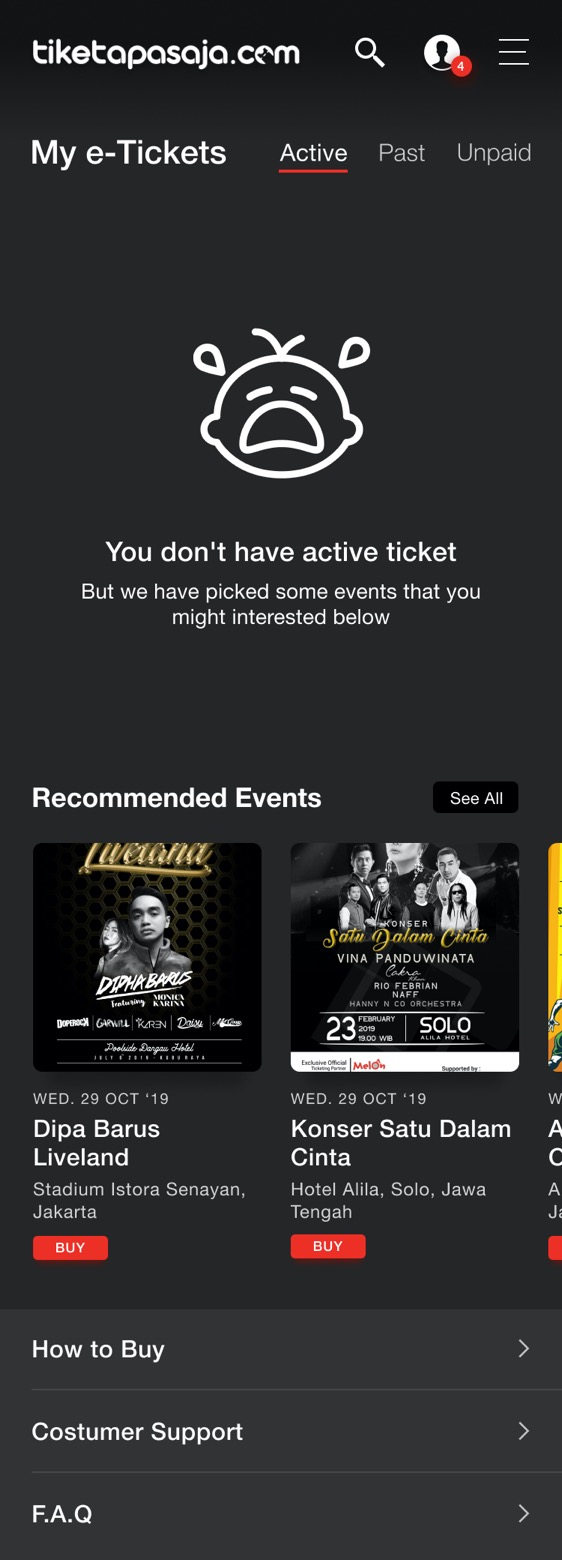 tiketapasaja.com
4
My e-Tickets
Active
Past
Unpaid
You don't have active ticket
But we have picked some events that you
might interested below
Recommended Events
See All
Liveland
DIPHA BARUS
Featuring MONICA KARINA
GARWILL
KAREN
Daisy
Poolside Dangau Hotel
JULY 5 2019 - KUBU RAYA
WED. 29 OCT ‘19
Dipa Barus
Liveland
Stadium Istora Senayan,
Jakarta
BUY
KONSER
Satu Dalam Cinta
VINA PANDUWINATA
Cakra
Khan
RIO FEBRIAN
NAFF
HANNY N CO ORCHESTRA
23 FEBRUARY
2019
19.00 WIB
SOLO
ALILA HOTEL
Exclusive Official
Ticketing Partner
Melon
Supported by :
WED. 29 OCT ‘19
Konser Satu Dalam
Cinta
Hotel Alila, Solo, Jawa
Tengah
BUY
How to Buy
Costumer Support
F.A.Q